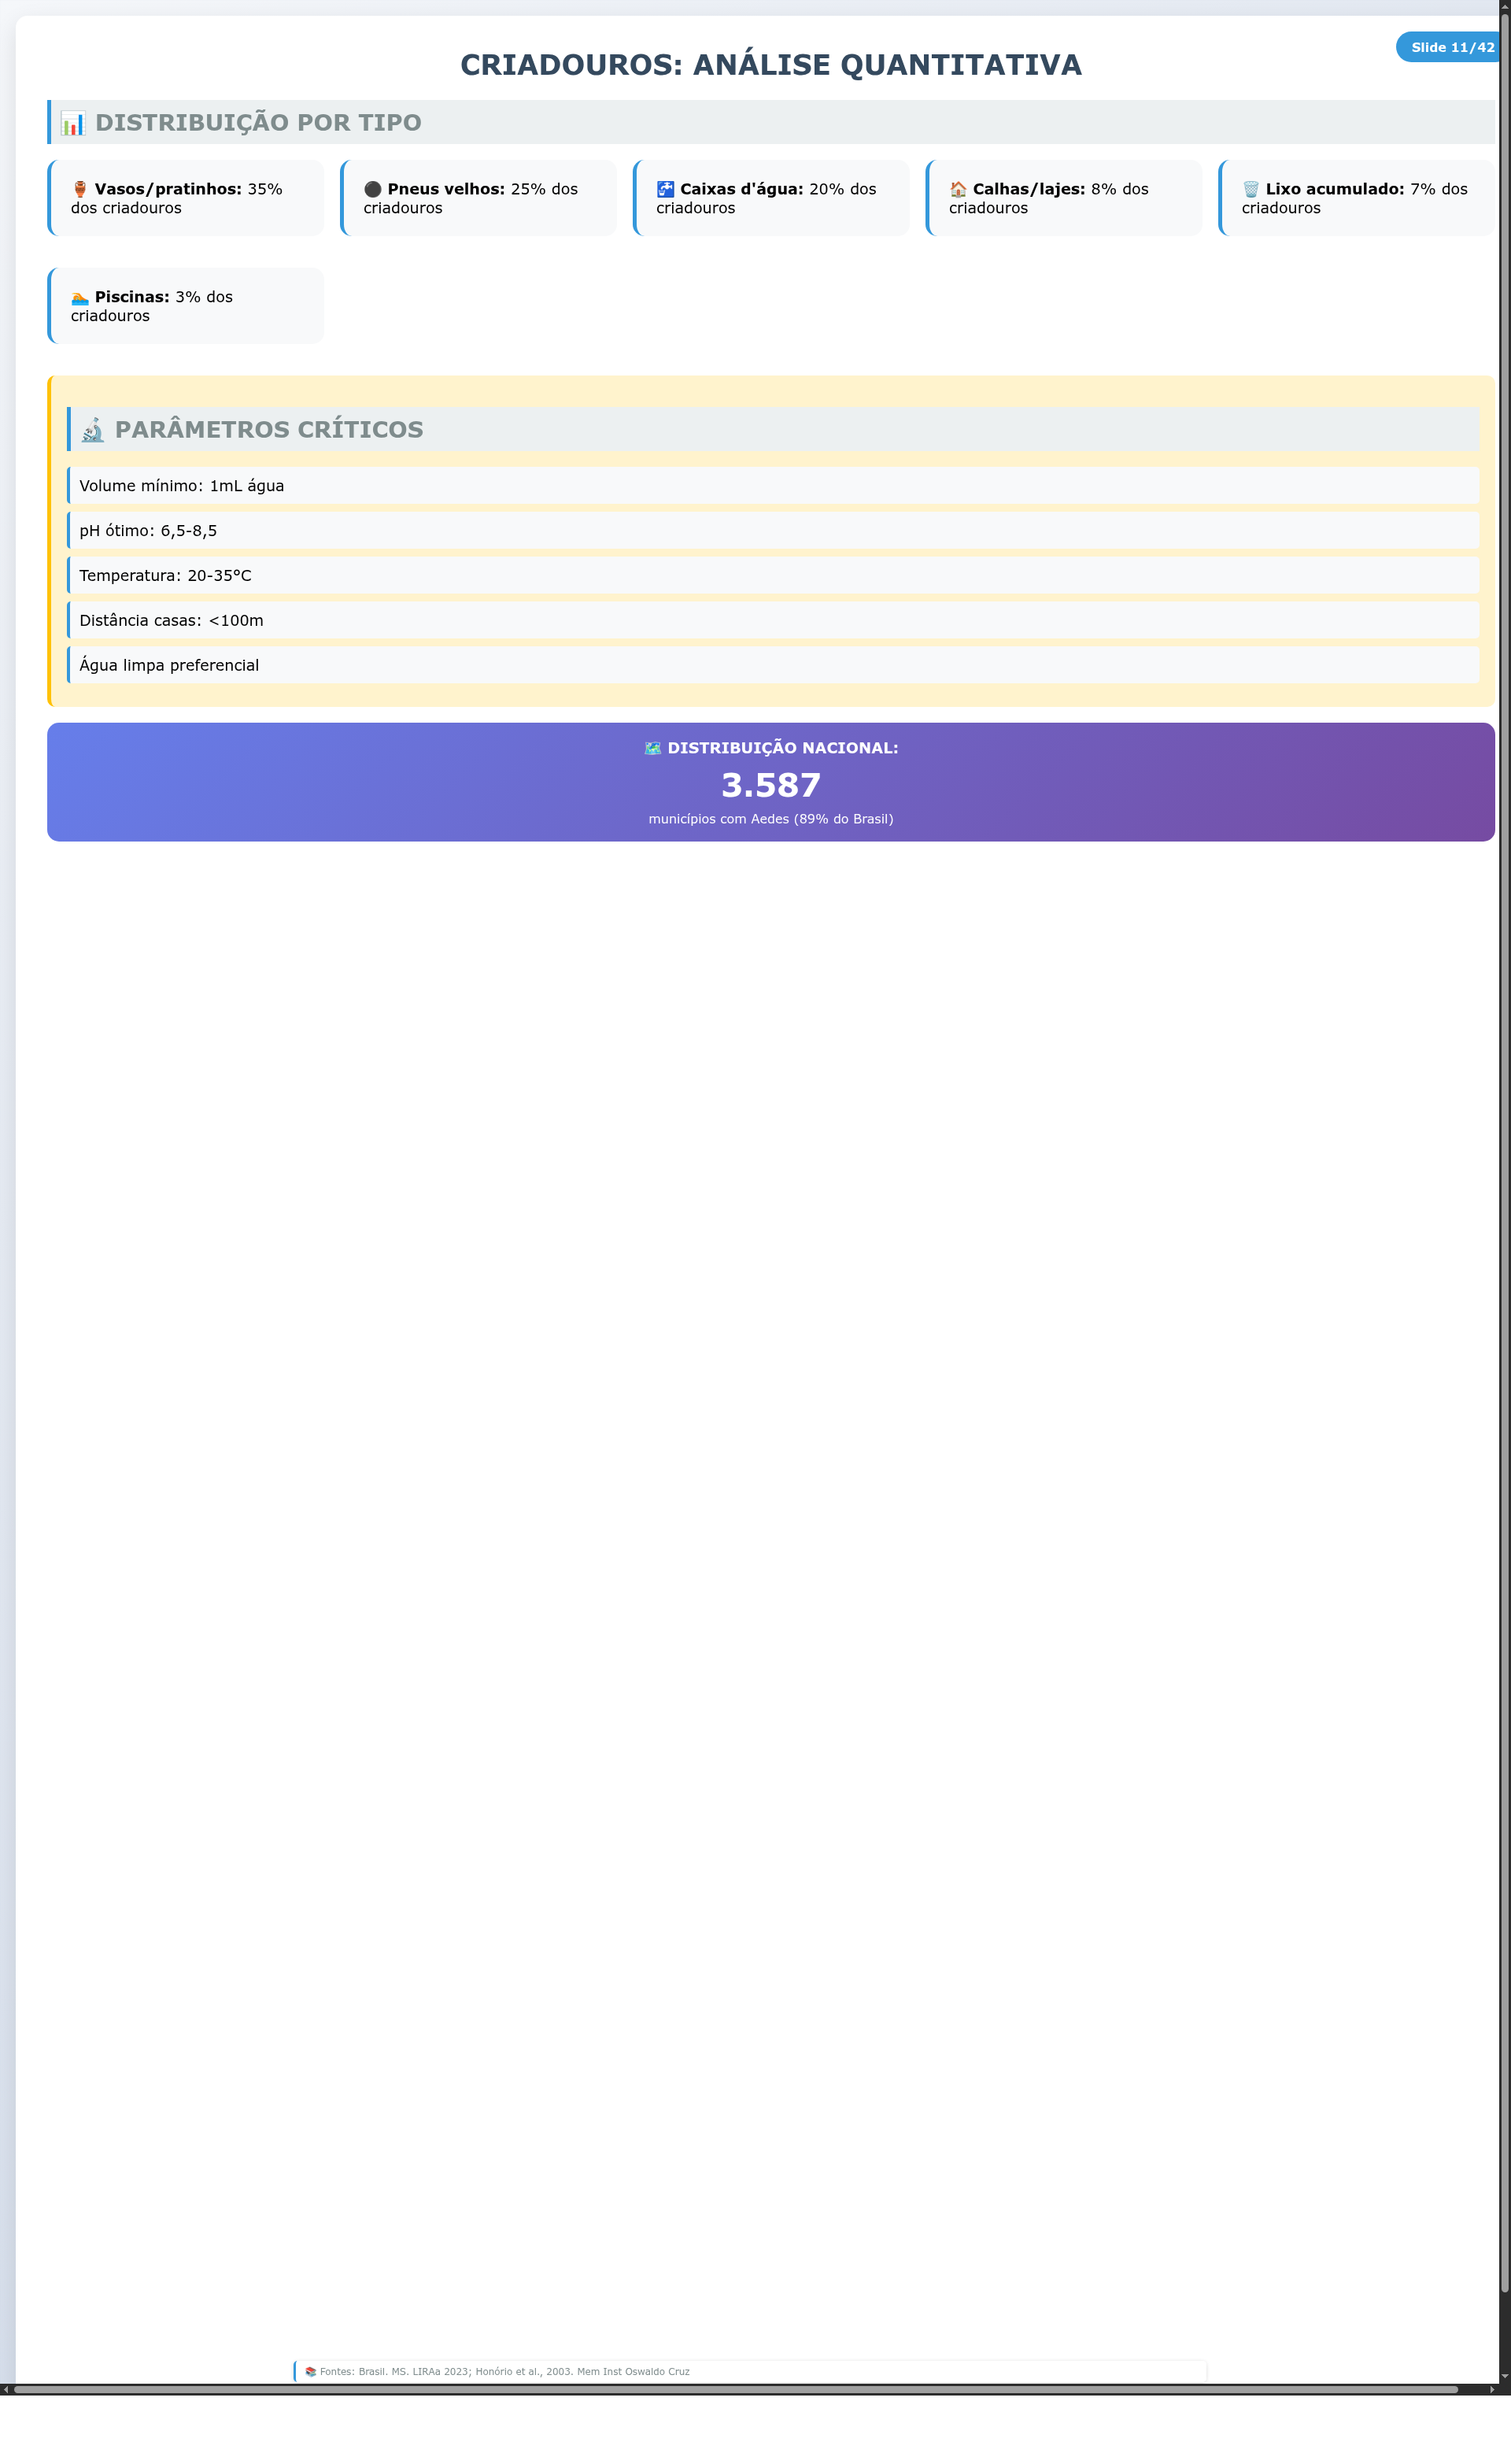 Slide 11/42
CRIADOUROS: ANÁLISE QUANTITATIVA
📊 DISTRIBUIÇÃO POR TIPO
🏺 Vasos/pratinhos: 35%
dos criadouros
⚫ Pneus velhos: 25% dos
criadouros
🚰 Caixas d'água: 20% dos
criadouros
🏠 Calhas/lajes: 8% dos
criadouros
🗑️ Lixo acumulado: 7% dos
criadouros
🏊 Piscinas: 3% dos
criadouros
🔬 PARÂMETROS CRÍTICOS
Volume mínimo: 1mL água
pH ótimo: 6,5-8,5
Temperatura: 20-35°C
Distância casas: <100m
Água limpa preferencial
🗺️ DISTRIBUIÇÃO NACIONAL:
3.587
municípios com Aedes (89% do Brasil)
📚 Fontes: Brasil. MS. LIRAa 2023; Honório et al., 2003. Mem Inst Oswaldo Cruz